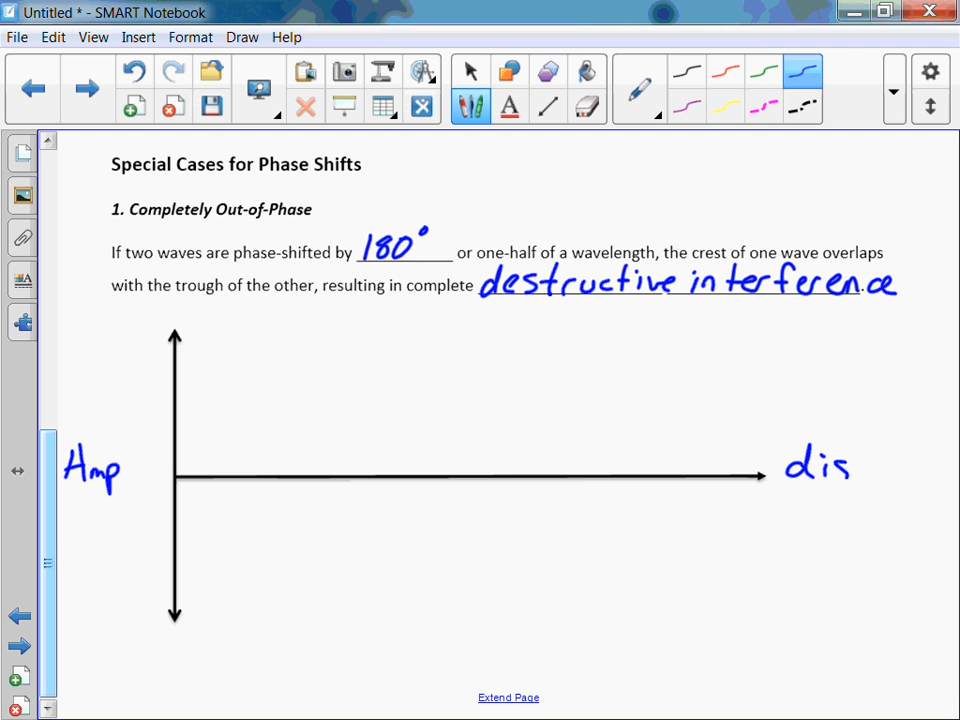 Untitled * - SMART Notebook
File Edit View Insert Format Draw Help
Special Cases for Phase Shifts
1. Completely Out-of-Phase
If two waves are phase-shifted by 180° or one-half of a wavelength, the crest of one wave overlaps
with the trough of the other, resulting in complete destructive interference.
Amp
dis
Extend Page